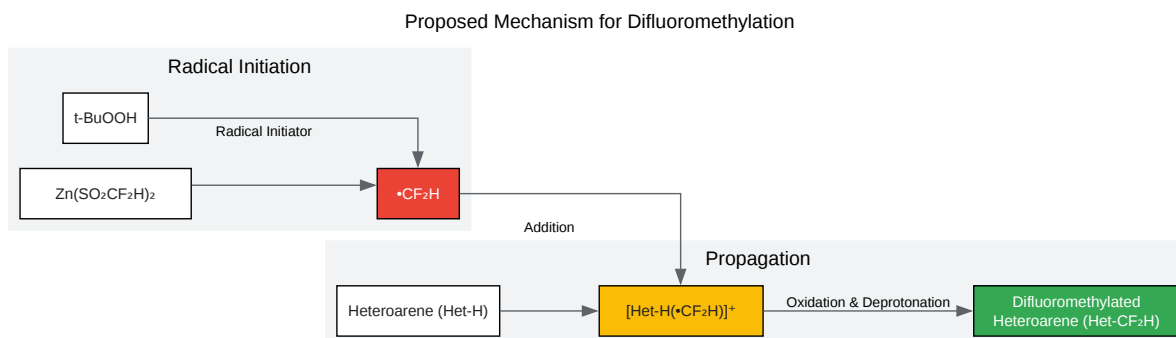 Proposed Mechanism for Difluoromethylation
Radical Initiation
t-BuOOH
Radical Initiator
Zn(SO₂CF₂H)₂
•CF₂H
Addition
Propagation
Heteroarene (Het-H)
[Het-H(•CF₂H)]⁺
Oxidation & Deprotonation
Difluoromethylated
Heteroarene (Het-CF₂H)